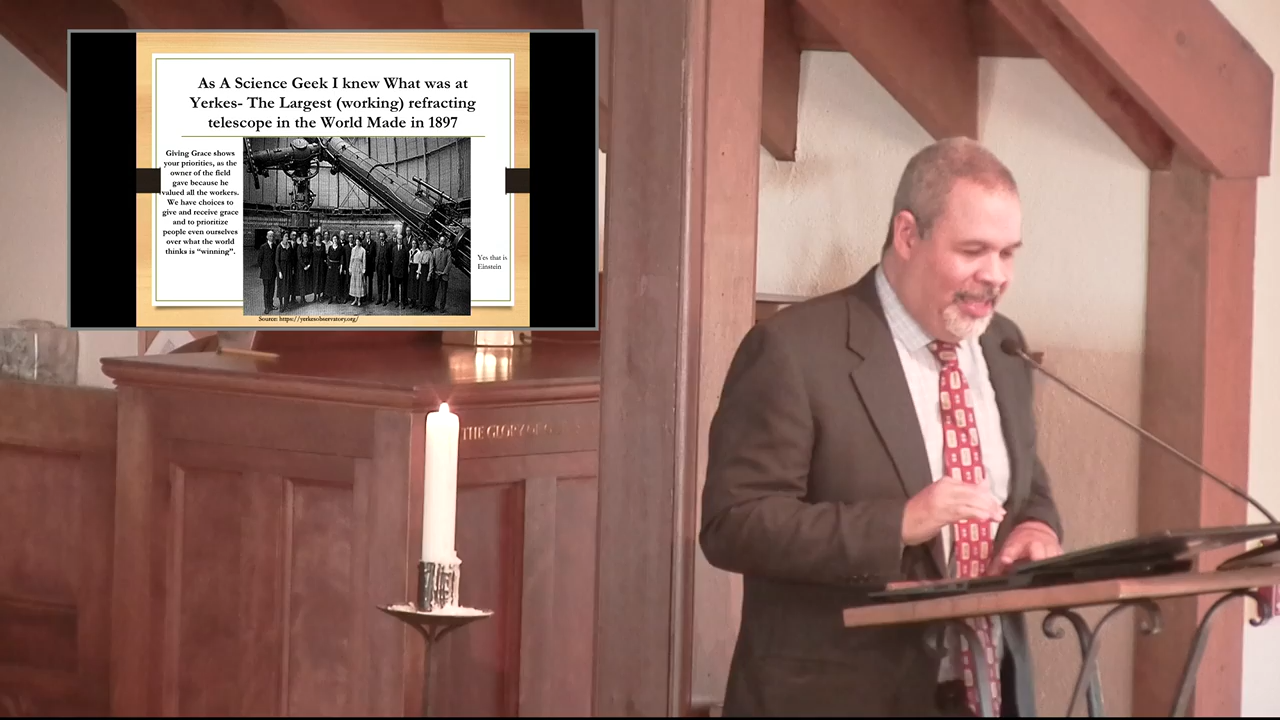 As A Science Geek I knew What was at
Yerkes- The Largest (working) refracting
telescope in the World Made in 1897
Giving Grace shows
your priorities, as the
owner of the field
gave because he
valued all the workers.
We have choices to
give and receive grace
and to prioritize
people even ourselves
over what the world
thinks is “winning”.
Yes that is
Einstein
Source: https://yerkesobservatory.org/
THE GLORY OF